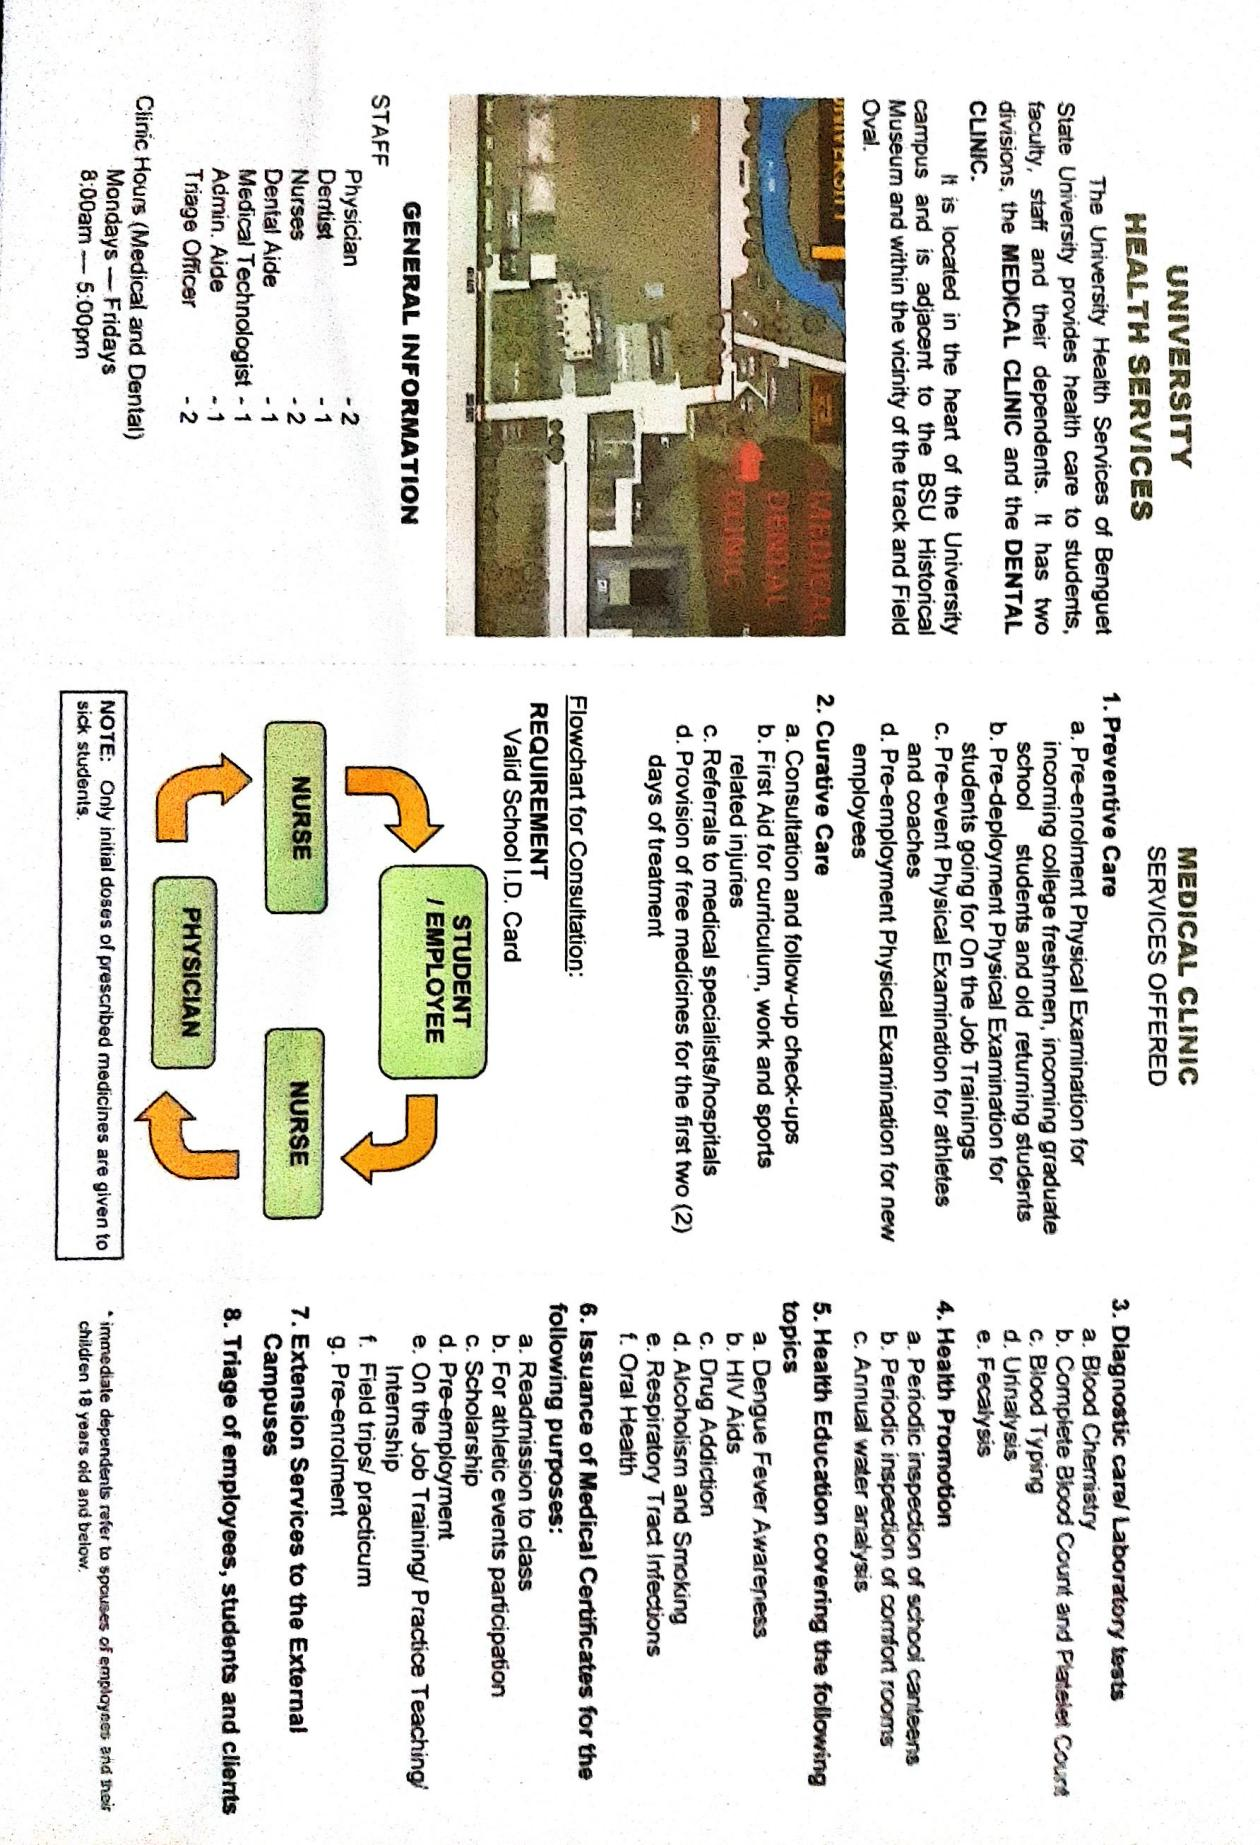 UNIVERSITY
HEALTH SERVICES
The University Health Services of Benguet
State University provides health care to students,
faculty, staff and their dependents. It has two
divisions, the MEDICAL CLINIC and the DENTAL
CLINIC.
It is located in the heart of the University
campus and is adjacent to the BSU Historical
Museum and within the vicinity of the track and Field
Oval.
MEDICAL
DENTAL
CLINIC
GENERAL INFORMATION
STAFF
Physician - 2
Dentist - 1
Nurses - 2
Dental Aide - 1
Medical Technologist - 1
Admin. Aide - 1
Triage Officer - 2
Clinic Hours (Medical and Dental)
Mondays — Fridays
8:00am — 5:00pm
MEDICAL CLINIC
SERVICES OFFERED
1. Preventive Care
a. Pre-enrolment Physical Examination for
incoming college freshmen, incoming graduate
school students and old returning students
b. Pre-deployment Physical Examination for
students going for On the Job Trainings
c. Pre-event Physical Examination for athletes
and coaches
d. Pre-employment Physical Examination for new
employees
2. Curative Care
a. Consultation and follow-up check-ups
b. First Aid for curriculum, work and sports
related injuries
c. Referrals to medical specialists/hospitals
d. Provision of free medicines for the first two (2)
days of treatment
Flowchart for Consultation:
REQUIREMENT
Valid School I.D. Card
STUDENT
/ EMPLOYEE
NURSE
NURSE
PHYSICIAN
NOTE: Only initial doses of prescribed medicines are given to
sick students.
3. Diagnostic care/ Laboratory tests
a. Blood Chemistry
b. Complete Blood Count and Platelet Count
c. Blood Typing
d. Urinalysis
e. Fecalysis
4. Health Promotion
a. Periodic inspection of school canteens
b. Periodic inspection of comfort rooms
c. Annual water analysis
5. Health Education covering the following
topics
a. Dengue Fever Awareness
b. HIV Aids
c. Drug Addiction
d. Alcoholism and Smoking
e. Respiratory Tract Infections
f. Oral Health
6. Issuance of Medical Certificates for the
following purposes:
a. Readmission to class
b. For athletic events participation
c. Scholarship
d. Pre-employment
e. On the Job Training/ Practice Teaching/
Internship
f. Field trips/ practicum
g. Pre-enrolment
7. Extension Services to the External
Campuses
8. Triage of employees, students and clients
* immediate dependents refer to spouses of employees and their
children 18 years old and below.